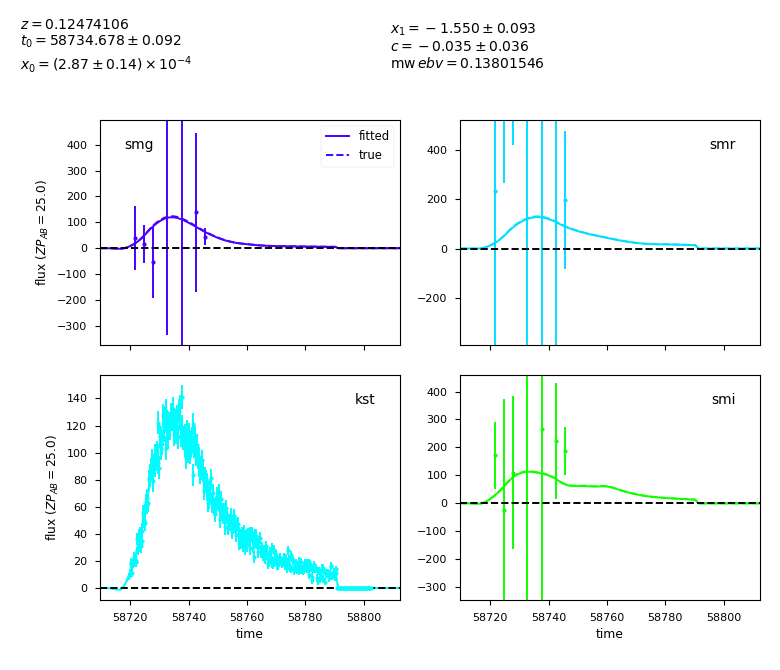 z = 0.12474106
t₀ = 58734.678 ± 0.092
x₀ = (2.87 ± 0.14) × 10⁻⁴
x₁ = −1.550 ± 0.093
c = −0.035 ± 0.036
mw ebv = 0.13801546
smg
fitted
true
flux (ZP_AB = 25.0)
400
300
200
100
0
−100
−200
−300
smr
400
200
0
−200
kst
flux (ZP_AB = 25.0)
140
120
100
80
60
40
20
0
58720 58740 58760 58780 58800
time
smi
400
300
200
100
0
−100
−200
−300
58720 58740 58760 58780 58800
time